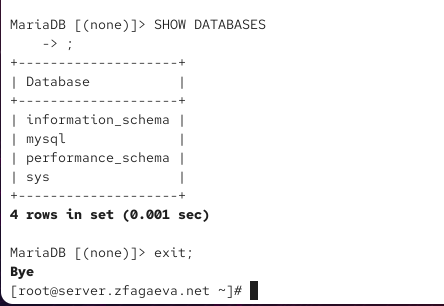 MariaDB [(none)]> SHOW DATABASES
    -> ;
+--------------------+
| Database           |
+--------------------+
| information_schema |
| mysql              |
| performance_schema |
| sys                |
+--------------------+
4 rows in set (0.001 sec)

MariaDB [(none)]> exit;
Bye
[root@server.zfagaeva.net ~]#